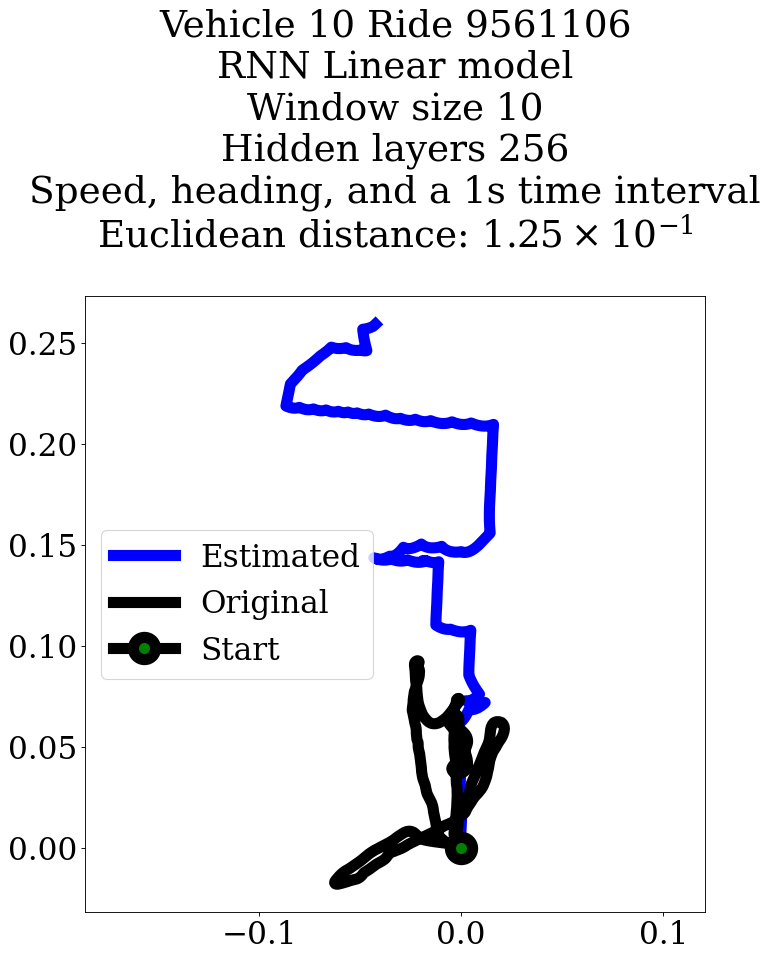 Vehicle 10 Ride 9561106
RNN Linear model
Window size 10
Hidden layers 256
Speed, heading, and a 1s time interval
Euclidean distance: 1.25 × 10⁻¹
0.25
0.20
0.15
0.10
0.05
0.00
Estimated
Original
Start
−0.1
0.0
0.1